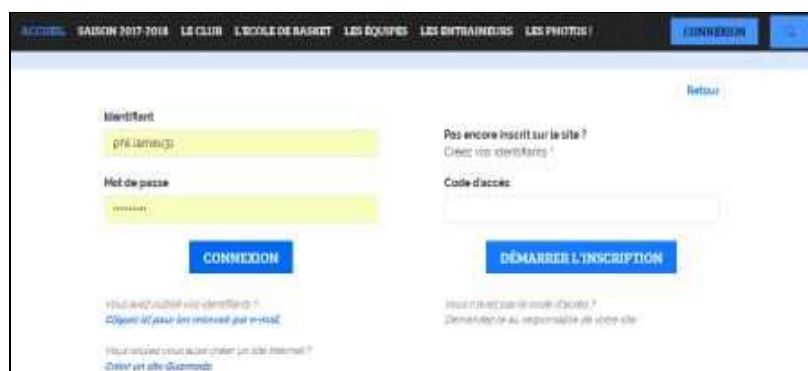 ACCUEIL SAISON 2017-2018 LE CLUB L'ECOLE DE BASKET LES ÉQUIPES LES ENTRAINEURS LES PHOTOS ! CONNEXION
Retour
Identifiant
Mot de passe
••••••••
CONNEXION
Vous avez oublié vos identifiants ?
Cliquez ici pour les recevoir par e-mail.
Vous voulez vous aussi créer un site internet ?
Créer un site Quomodo
Pas encore inscrit sur le site ?
Créez vos identifiants !
Code d'accès
DÉMARRER L'INSCRIPTION
Vous n'avez pas le code d'accès ?
Demandez-le au responsable de votre site